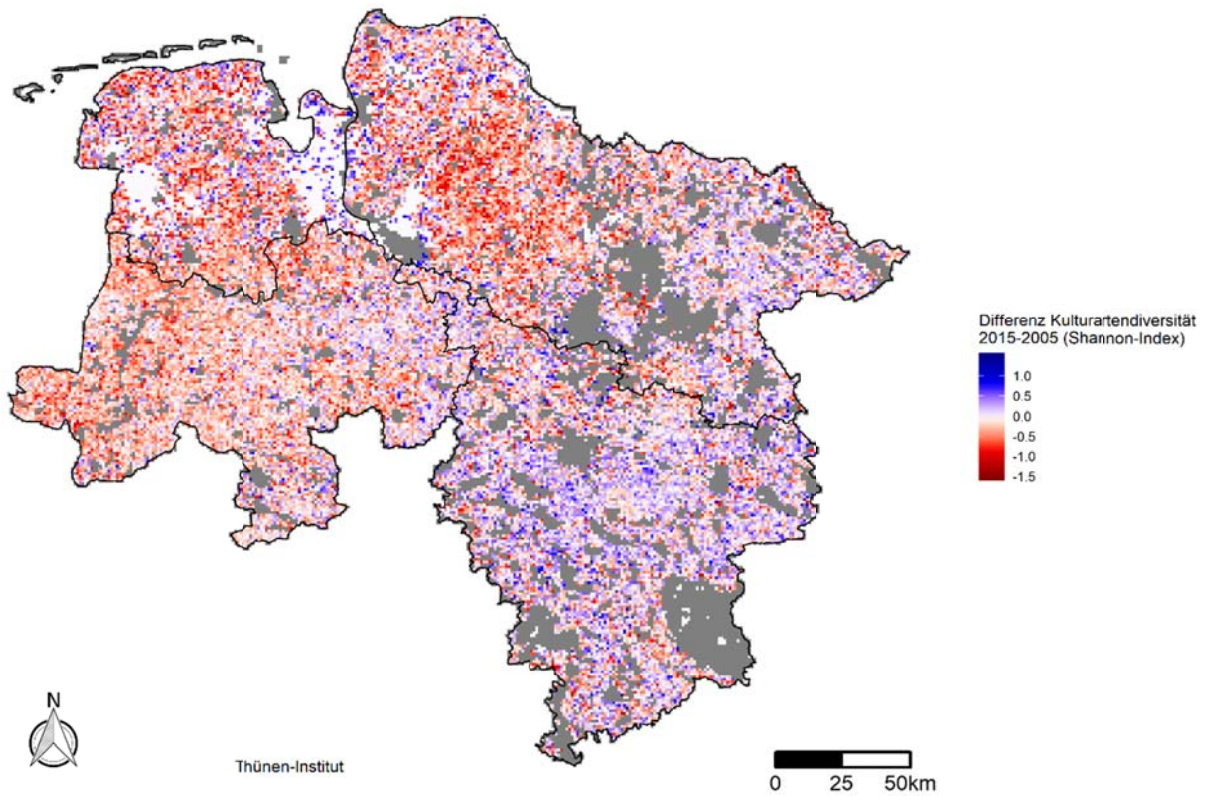 Differenz Kulturartendiversität
2015-2005 (Shannon-Index)
1.0
0.5
0.0
-0.5
-1.0
-1.5
N
Thünen-Institut
0 25 50km